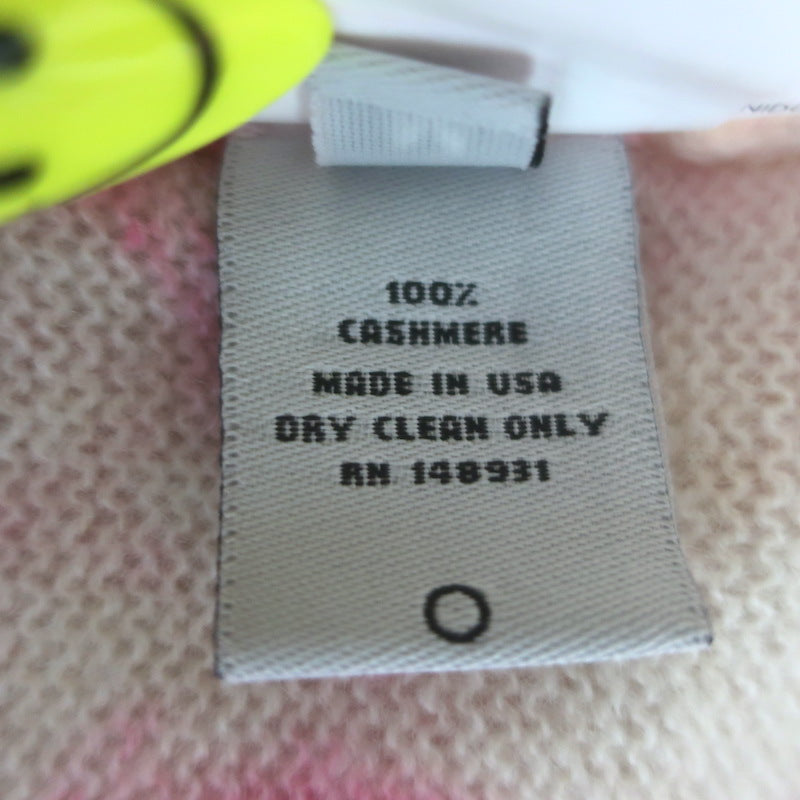 100%
CASHMERE
MADE IN USA
DRY CLEAN ONLY
RN 148931